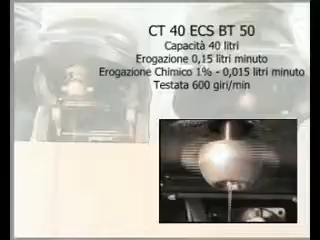 CT 40 ECS BT 50
Capacità 40 litri
Erogazione 0,15 litri minuto
Erogazione Chimico 1% - 0,015 litri minuto
Testata 600 giri/min